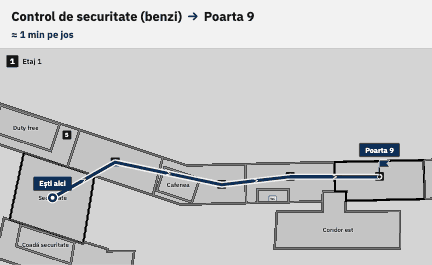 Control de securitate (benzi) → Poarta 9
≈ 1 min pe jos
1 Etaj 1
Duty free
Poarta 9
Ești aici
Cafenea
Condor est
Coadă securitate